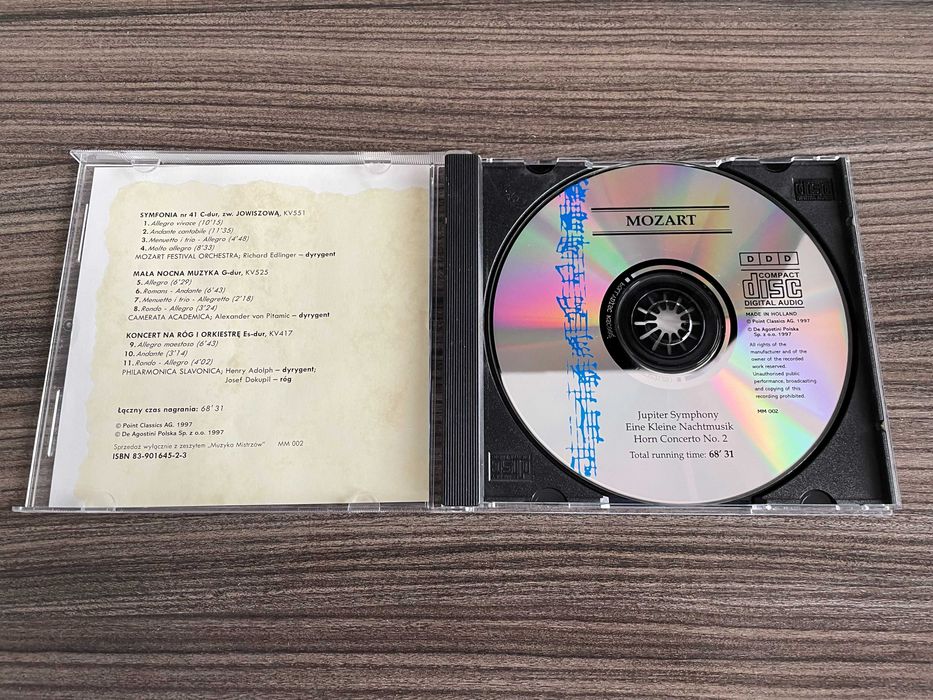 SYMFONIA nr 41 C-dur, zw. JOWISZOWĄ, KV551
1. Allegro vivace (10'15)
2. Andante cantabile (11'35)
3. Menuetto i trio - Allegro (4'48)
4. Molto allegro (8'33)
MOZART FESTIVAL ORCHESTRA; Richard Edlinger – dyrygent
MAŁA NOCNA MUZYKA G-dur, KV525
5. Allegro (6'29)
6. Romans - Andante (6'43)
7. Menuetto i trio - Allegretto (2'18)
8. Rondo - Allegro (3'24)
CAMERATA ACADEMICA; Alexander von Pitamic – dyrygent
KONCERT NA RÓG I ORKIESTRĘ Es-dur, KV417
9. Allegro maestoso (6'43)
10. Andante (3'14)
11. Rondo - Allegro (4'02)
PHILHARMONICA SLAVONICA; Henry Adolph – dyrygent;
Josef Dokupil – róg
Łączny czas nagrania: 68'31
© Point Classics AG. 1997
© De Agostini Polska Sp. z o.o. 1997
Sprzedaż wyłącznie z zeszytem „Muzyka Mistrzów" MM 002
ISBN 83-901645-2-3
MOZART
D D D
COMPACT
disc
DIGITAL AUDIO
MADE IN HOLLAND
℗ Point Classics AG. 1997
© De Agostini Polska
Sp. z o.o. 1997
All rights of the
manufacturer and of the
owner of the recorded
work reserved.
Unauthorised public
performance, broadcasting
and copying of this
recording prohibited.
MM 002
Jupiter Symphony
Eine Kleine Nachtmusik
Horn Concerto No. 2
Total running time: 68' 31
disc
disc